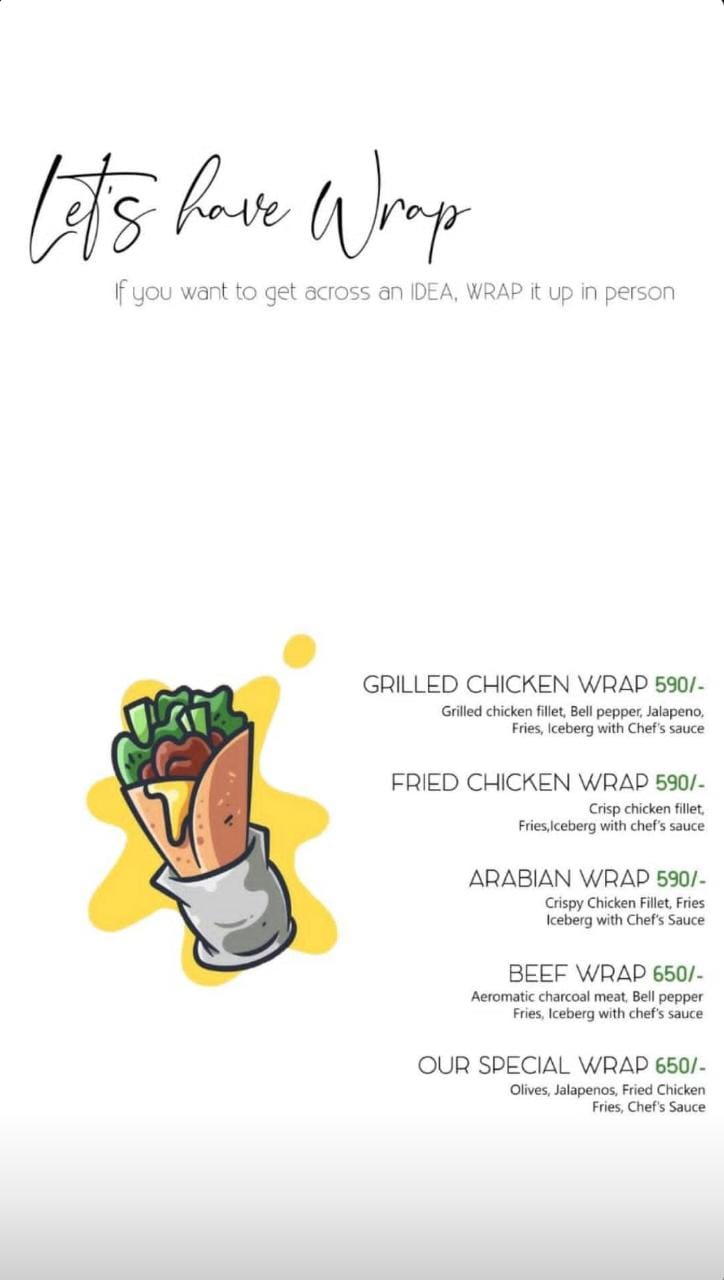 Let's have Wrap
If you want to get across an IDEA, WRAP it up in person
GRILLED CHICKEN WRAP 590/-
Grilled chicken fillet, Bell pepper, Jalapeno,
Fries, Iceberg with Chef's sauce
FRIED CHICKEN WRAP 590/-
Crisp chicken fillet,
Fries,Iceberg with chef's sauce
ARABIAN WRAP 590/-
Crispy Chicken Fillet, Fries
Iceberg with Chef's Sauce
BEEF WRAP 650/-
Aeromatic charcoal meat, Bell pepper
Fries, Iceberg with chef's sauce
OUR SPECIAL WRAP 650/-
Olives, Jalapenos, Fried Chicken
Fries, Chef's Sauce